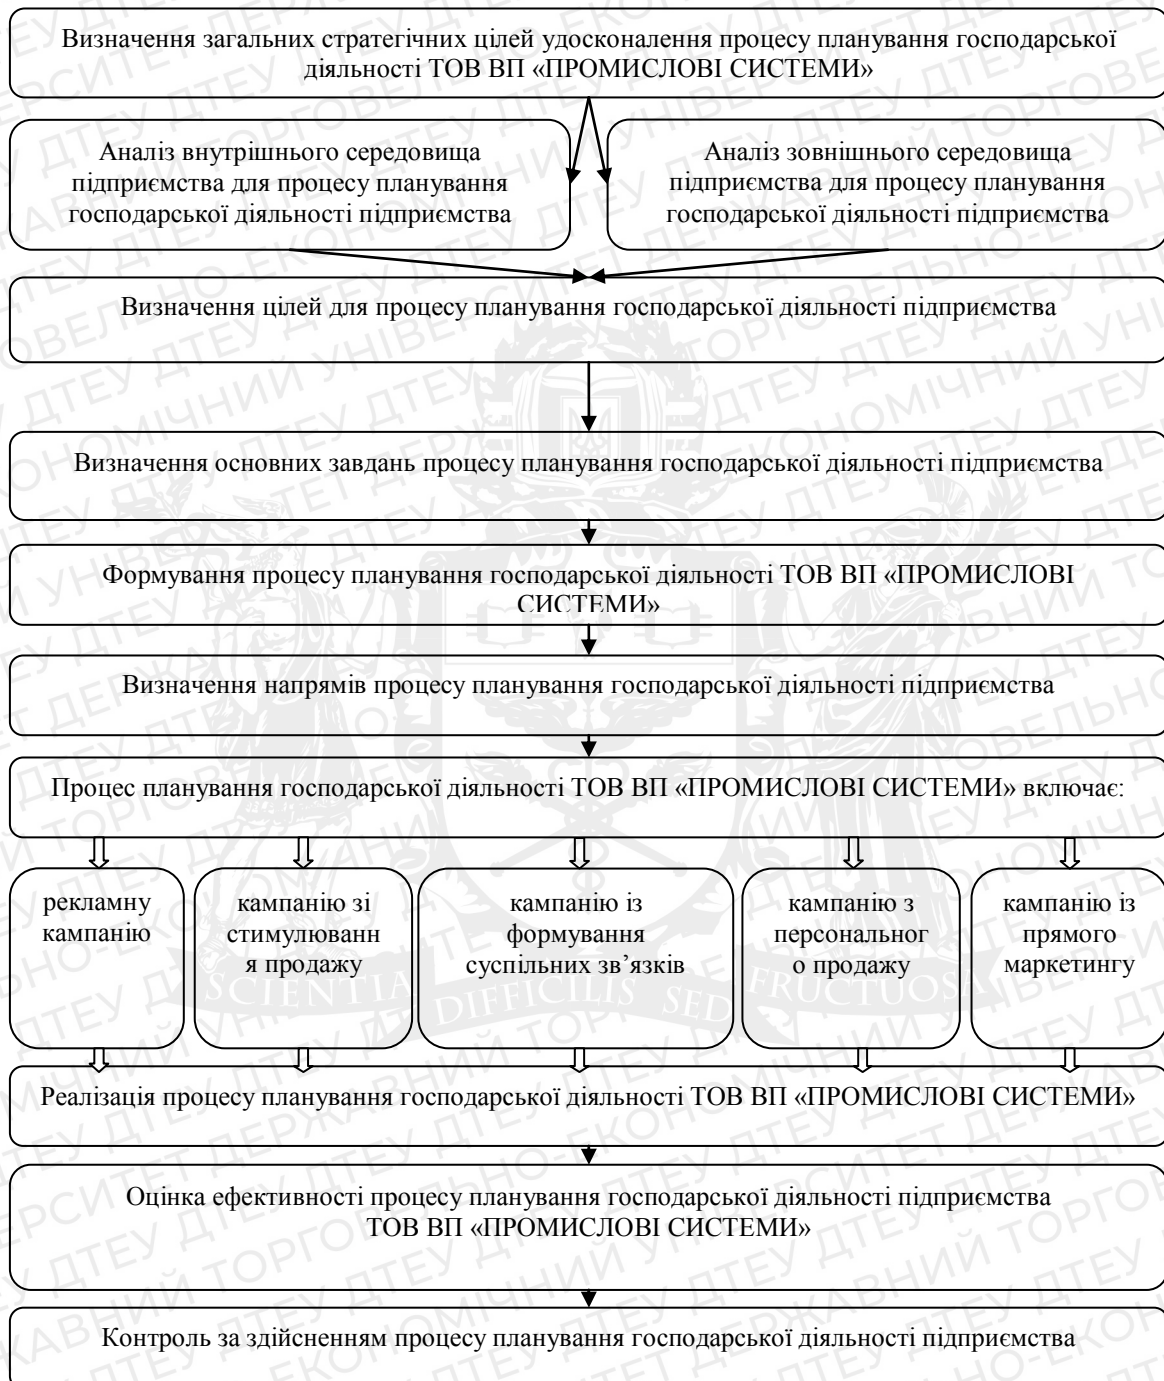 Визначення загальних стратегічних цілей удосконалення процесу планування господарської
діяльності ТОВ ВП «ПРОМИСЛОВІ СИСТЕМИ»
Аналіз внутрішнього середовища
підприємства для процесу планування
господарської діяльності підприємства
Аналіз зовнішнього середовища
підприємства для процесу планування
господарської діяльності підприємства
Визначення цілей для процесу планування господарської діяльності підприємства
Визначення основних завдань процесу планування господарської діяльності підприємства
Формування процесу планування господарської діяльності ТОВ ВП «ПРОМИСЛОВІ
СИСТЕМИ»
Визначення напрямів процесу планування господарської діяльності підприємства
Процес планування господарської діяльності ТОВ ВП «ПРОМИСЛОВІ СИСТЕМИ» включає:
рекламну
кампанію
кампанію зі
стимулюванн
я продажу
кампанію із
формування
суспільних зв’язків
кампанію з
персональног
о продажу
кампанію із
прямого
маркетингу
SCIENTIA DIFFICILIS SED FRUCTUOSA
Реалізація процесу планування господарської діяльності ТОВ ВП «ПРОМИСЛОВІ СИСТЕМИ»
Оцінка ефективності процесу планування господарської діяльності підприємства
ТОВ ВП «ПРОМИСЛОВІ СИСТЕМИ»
Контроль за здійсненням процесу планування господарської діяльності підприємства